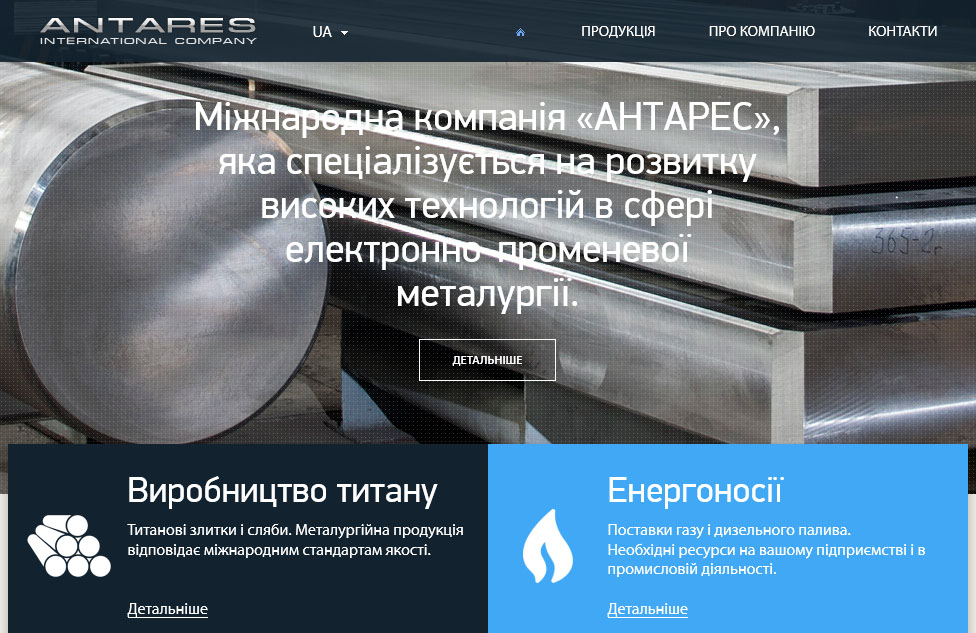 ANTARES
INTERNATIONAL COMPANY
UA
ПРОДУКЦІЯ
ПРО КОМПАНІЮ
КОНТАКТИ
Міжнародна компанія «АНТАРЕС»,
яка спеціалізується на розвитку
високих технологій в сфері
електронно-променевої
металургії.
365-2г
ДЕТАЛЬНІШЕ
Виробництво титану
Титанові злитки і сляби. Металургійна продукція
відповідає міжнародним стандартам якості.
Детальніше
Енергоносії
Поставки газу і дизельного палива.
Необхідні ресурси на вашому підприємстві і в
промисловій діяльності.
Детальніше